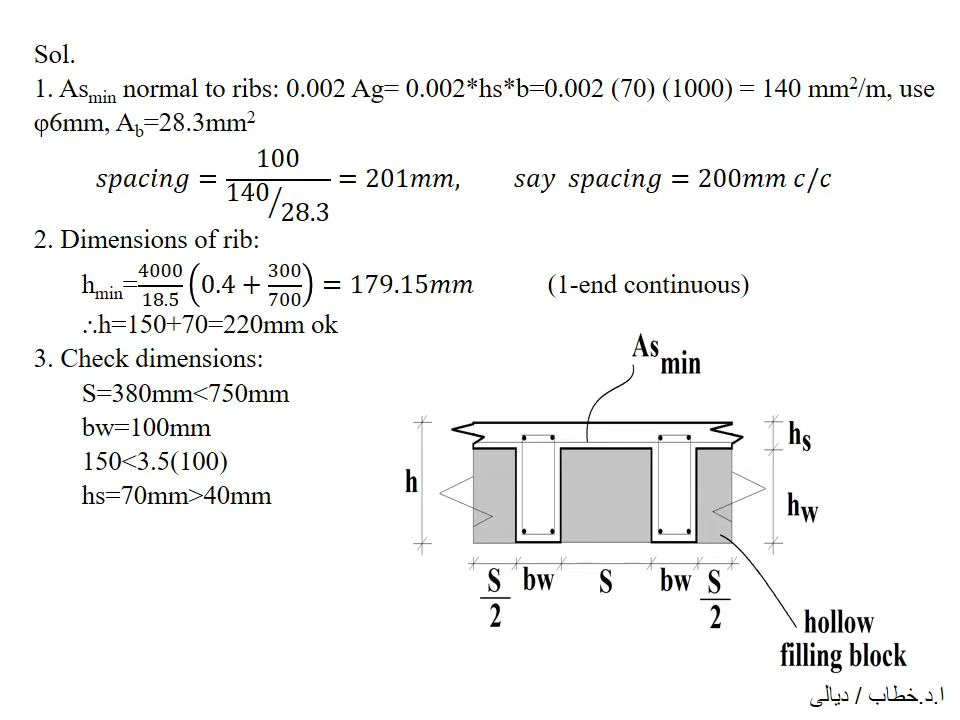 Sol.
1. Asmin normal to ribs: 0.002 Ag= 0.002*hs*b=0.002 (70) (1000) = 140 mm²/m, use
φ6mm, Ab=28.3mm²
spacing = 100 / (140/28.3) = 201mm, say spacing = 200mm c/c
2. Dimensions of rib:
hmin=4000/18.5 (0.4 + 300/700) = 179.15mm (1-end continuous)
∴h=150+70=220mm ok
3. Check dimensions:
S=380mm<750mm
bw=100mm
150<3.5(100)
hs=70mm>40mm
As min
hs
h
hw
S/2 bw S bw S/2
hollow
filling block
ا.د.خطاب / ديالى